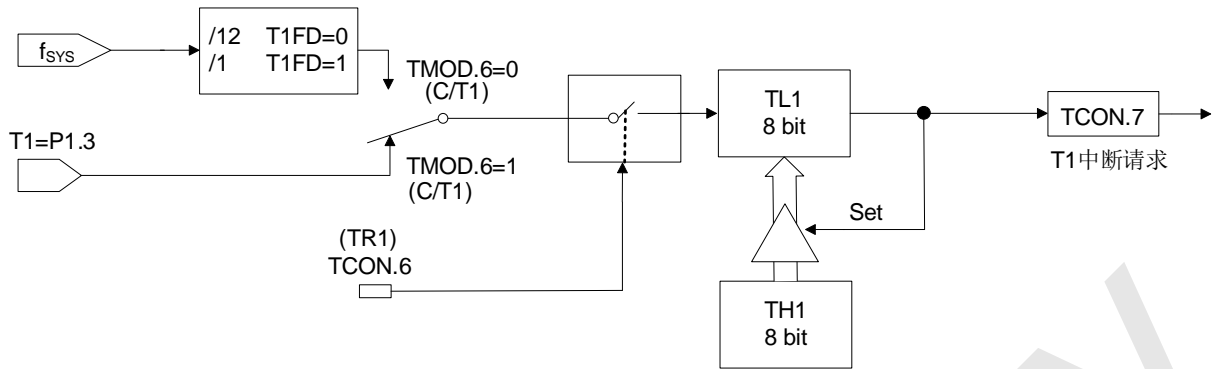 fSYS
/12 T1FD=0
/1 T1FD=1
TMOD.6=0
(C/T1)
T1=P1.3
TMOD.6=1
(C/T1)
(TR1)
TCON.6
TL1
8 bit
TCON.7
T1中断请求
Set
TH1
8 bit